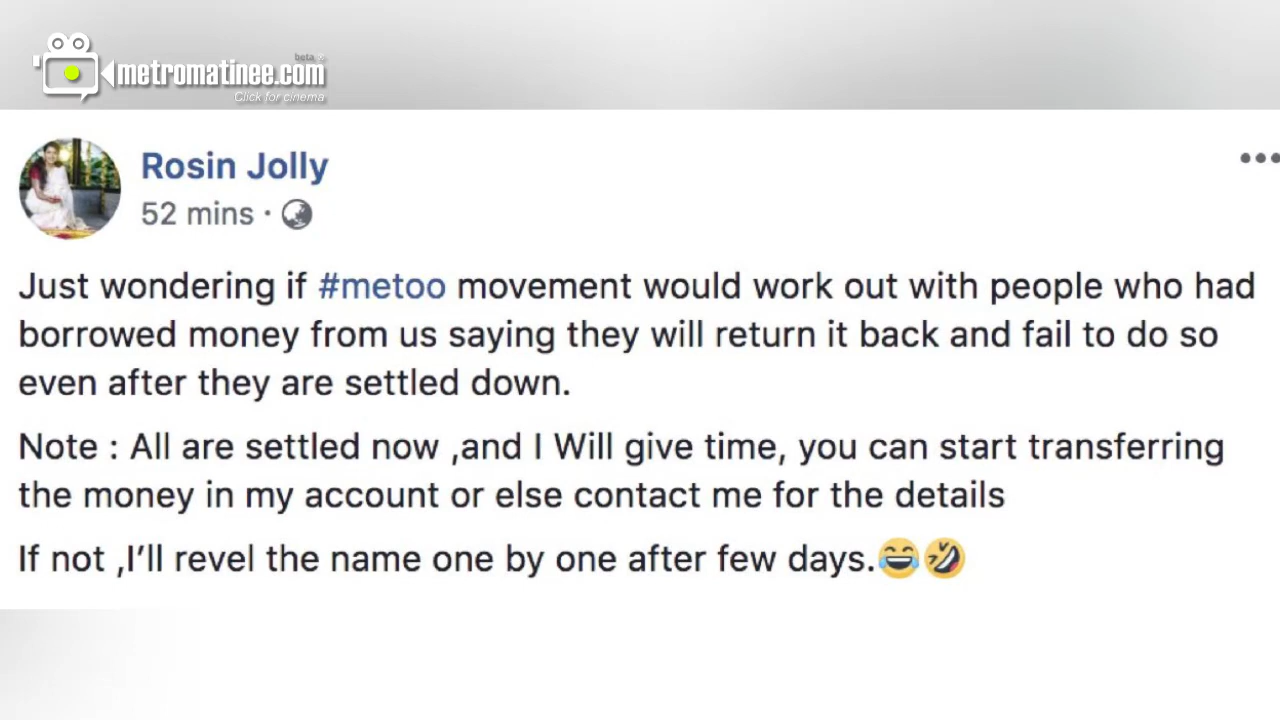 beta
metromatinee.com
Click for cinema
Rosin Jolly
52 mins ·
Just wondering if #metoo movement would work out with people who had
borrowed money from us saying they will return it back and fail to do so
even after they are settled down.
Note : All are settled now ,and I Will give time, you can start transferring
the money in my account or else contact me for the details
If not ,I’ll revel the name one by one after few days.😂🤣